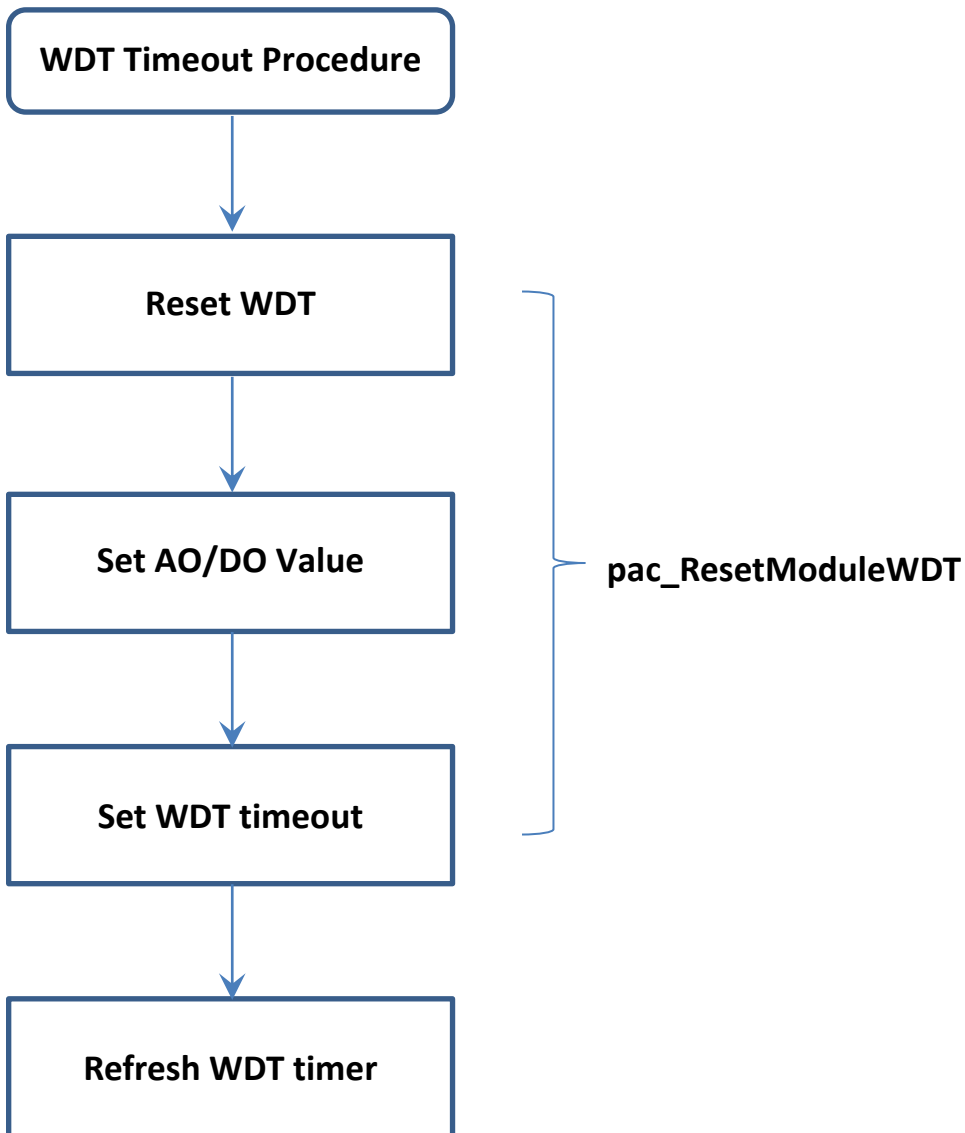 WDT Timeout Procedure
Reset WDT
Set AO/DO Value
pac_ResetModuleWDT
Set WDT timeout
Refresh WDT timer